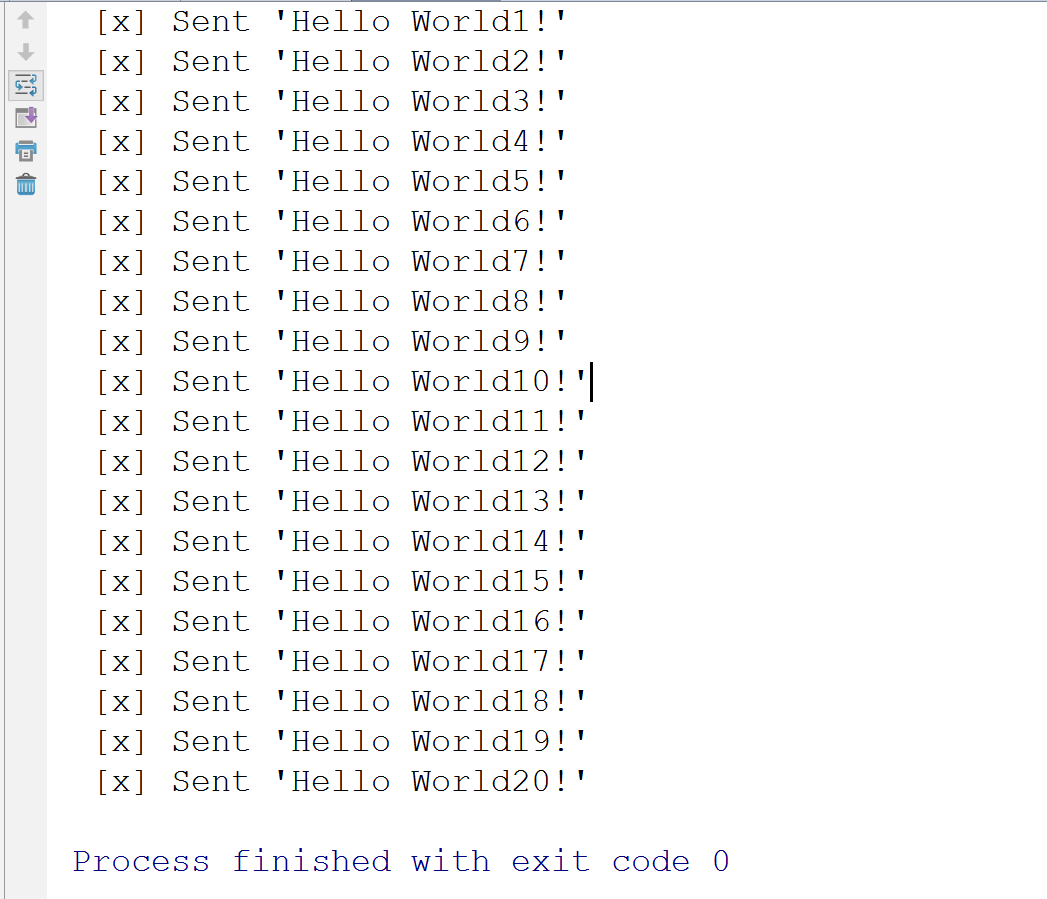 [x] Sent 'Hello World1!'
[x] Sent 'Hello World2!'
[x] Sent 'Hello World3!'
[x] Sent 'Hello World4!'
[x] Sent 'Hello World5!'
[x] Sent 'Hello World6!'
[x] Sent 'Hello World7!'
[x] Sent 'Hello World8!'
[x] Sent 'Hello World9!'
[x] Sent 'Hello World10!'
[x] Sent 'Hello World11!'
[x] Sent 'Hello World12!'
[x] Sent 'Hello World13!'
[x] Sent 'Hello World14!'
[x] Sent 'Hello World15!'
[x] Sent 'Hello World16!'
[x] Sent 'Hello World17!'
[x] Sent 'Hello World18!'
[x] Sent 'Hello World19!'
[x] Sent 'Hello World20!'
Process finished with exit code 0